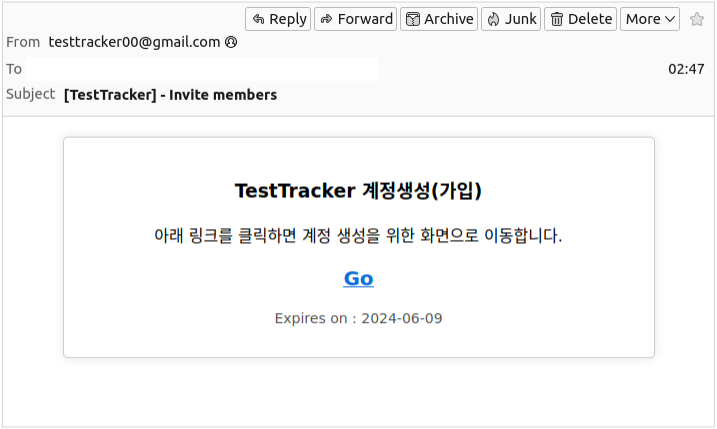 Reply Forward Archive Junk Delete More
From testtracker00@gmail.com
To 02:47
Subject [TestTracker] - Invite members
TestTracker 계정생성(가입)
아래 링크를 클릭하면 계정 생성을 위한 화면으로 이동합니다.
Go
Expires on : 2024-06-09